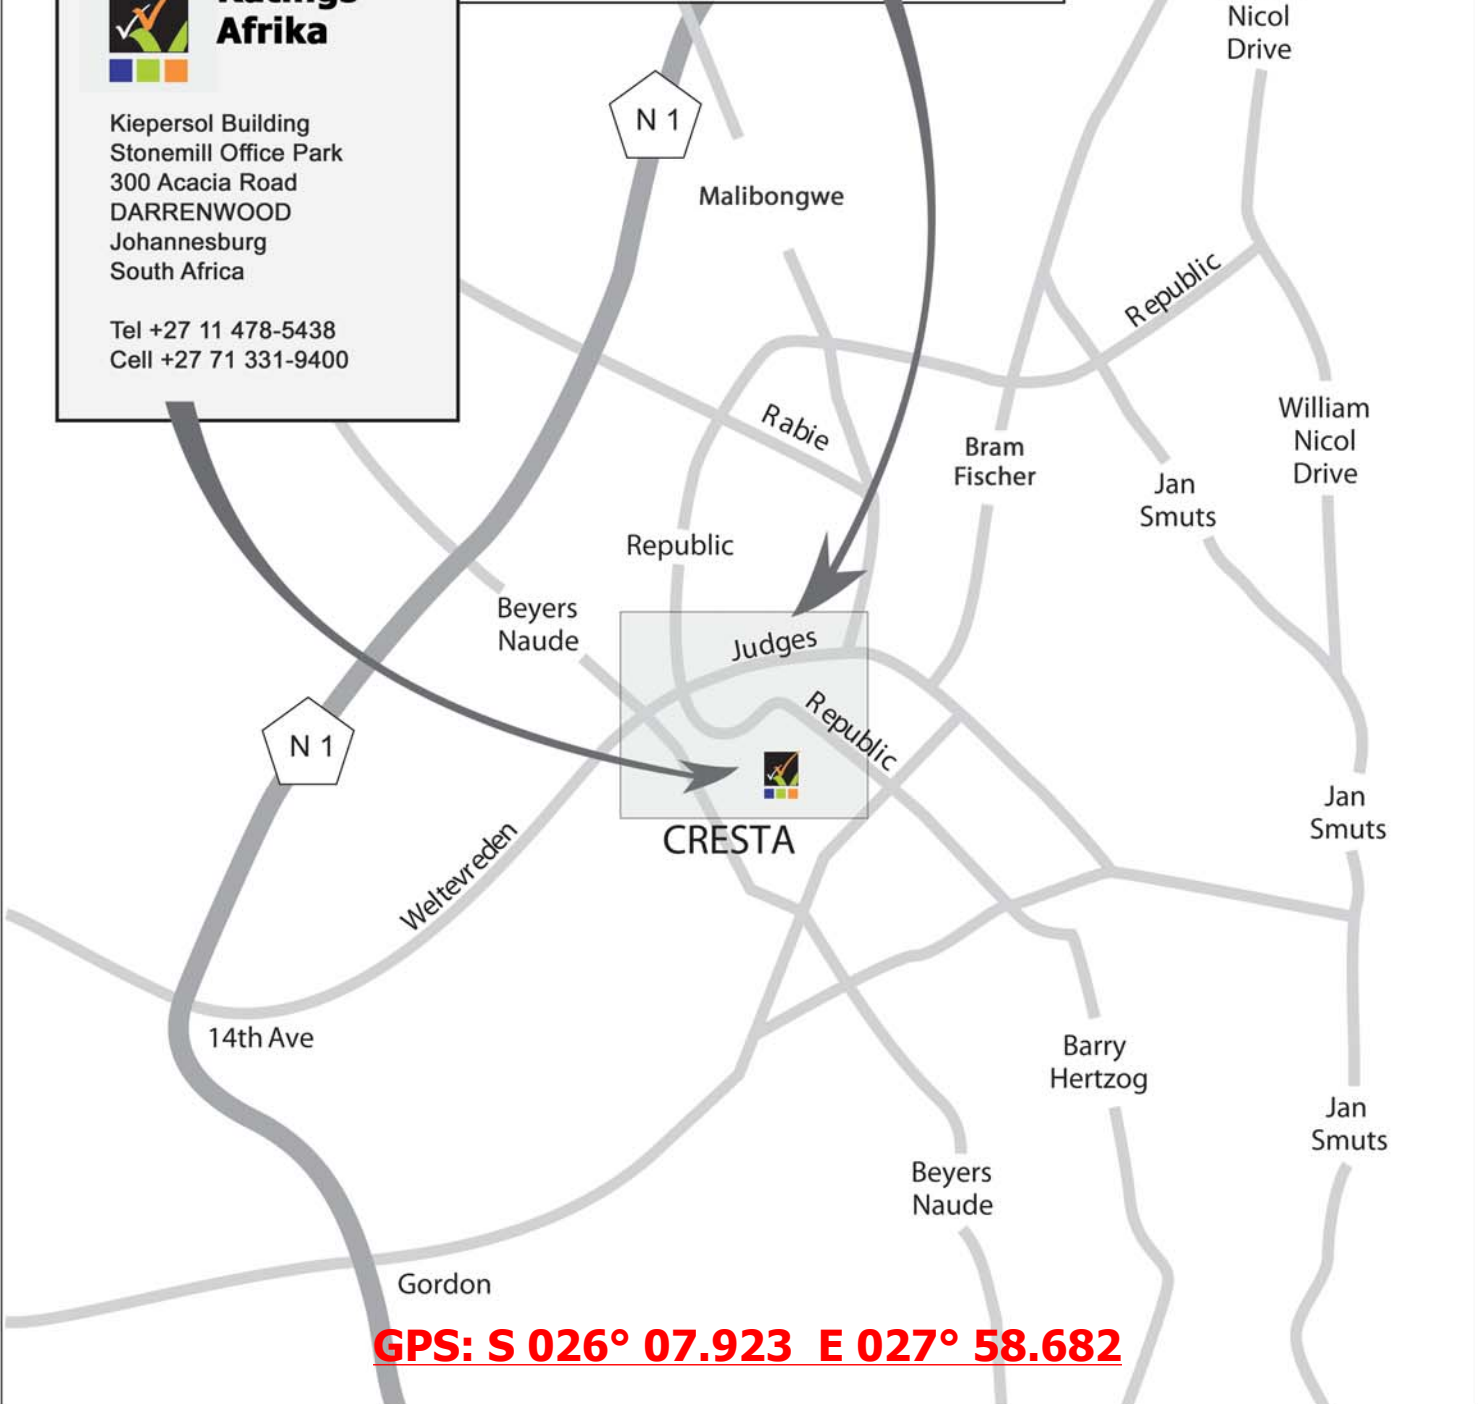 Ratings
Afrika
Kiepersol Building
Stonemill Office Park
300 Acacia Road
DARRENWOOD
Johannesburg
South Africa
Tel +27 11 478-5438
Cell +27 71 331-9400
N 1
Malibongwe
Nicol
Drive
Republic
Rabie
Bram
Fischer
William
Nicol
Drive
Jan
Smuts
Republic
Beyers
Naude
Judges
Republic
N 1
CRESTA
Jan
Smuts
Weltevreden
14th Ave
Barry
Hertzog
Jan
Smuts
Beyers
Naude
Gordon
GPS: S 026° 07.923 E 027° 58.682